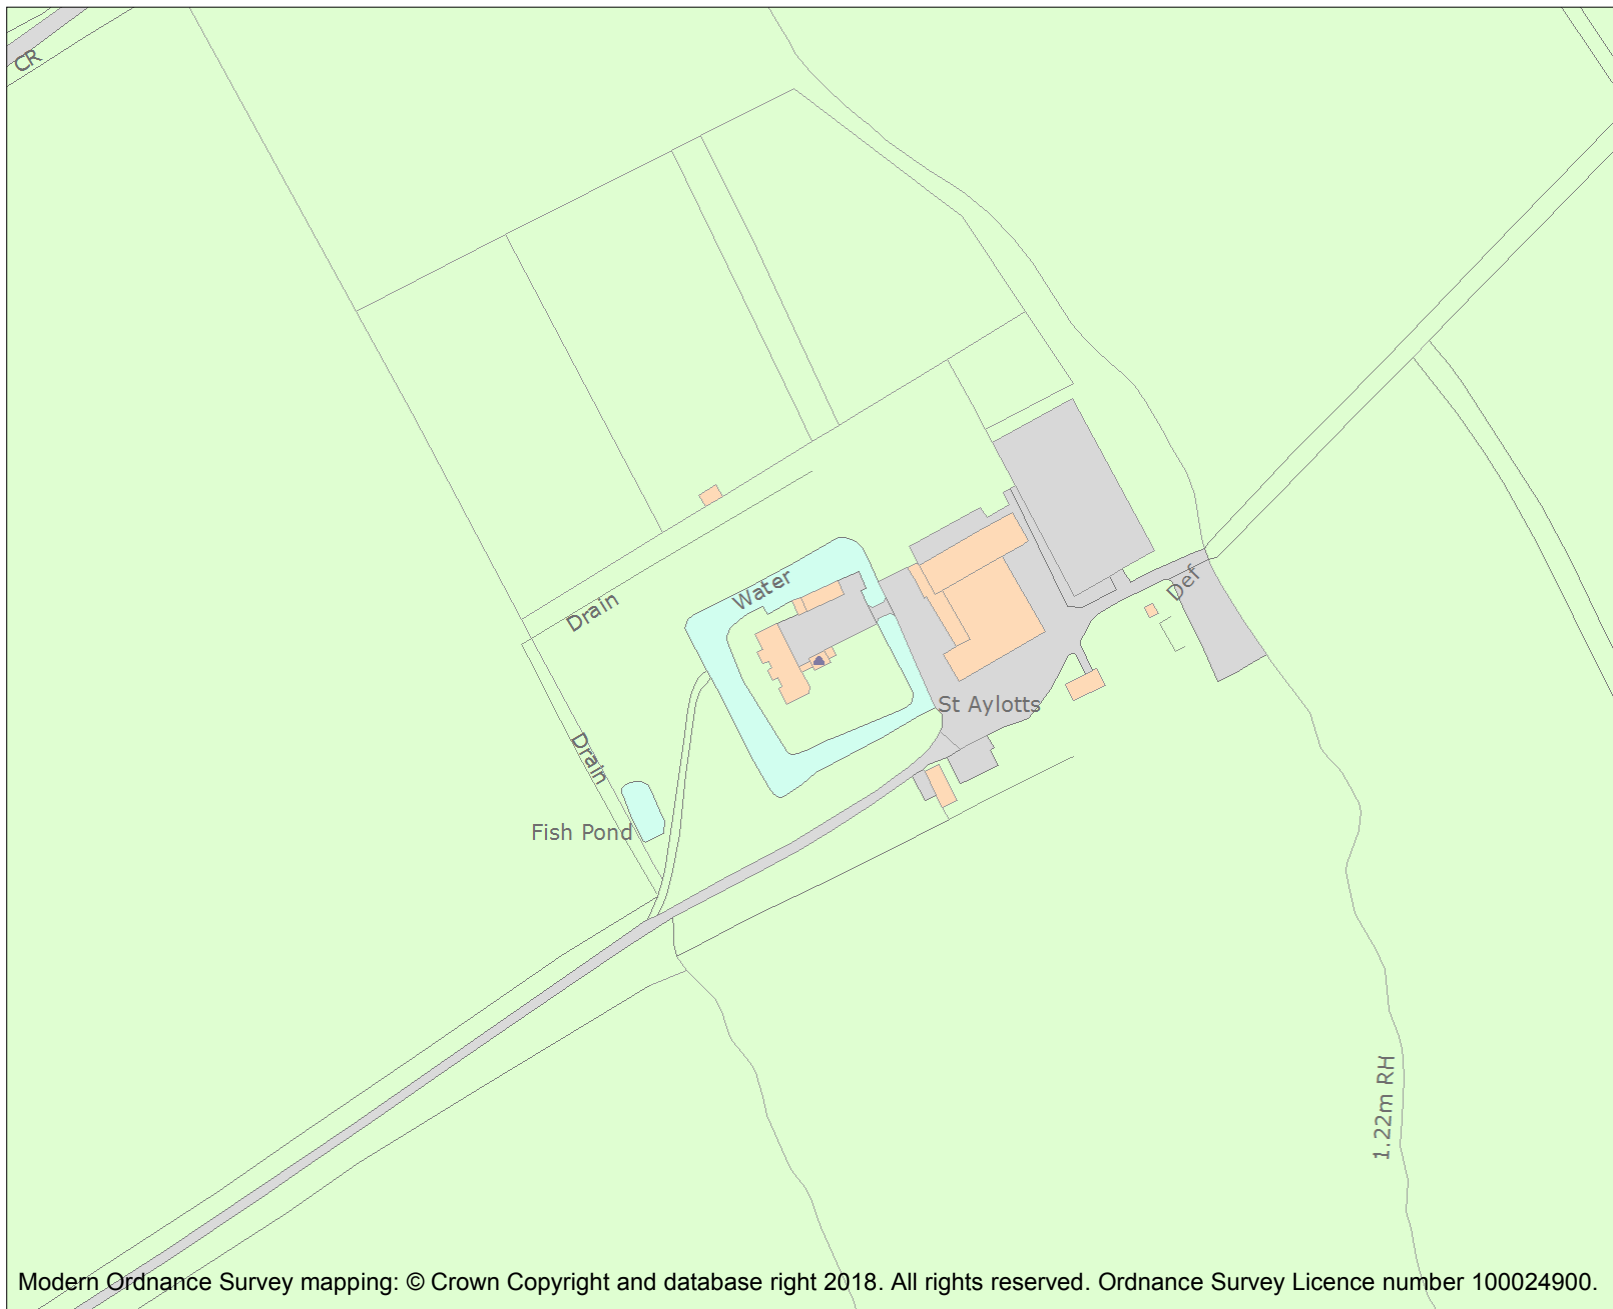 CR
Water
Drain
Def
St Aylotts
Drain
Fish Pond
1.22m RH
Modern Ordnance Survey mapping: © Crown Copyright and database right 2018. All rights reserved. Ordnance Survey Licence number 100024900.